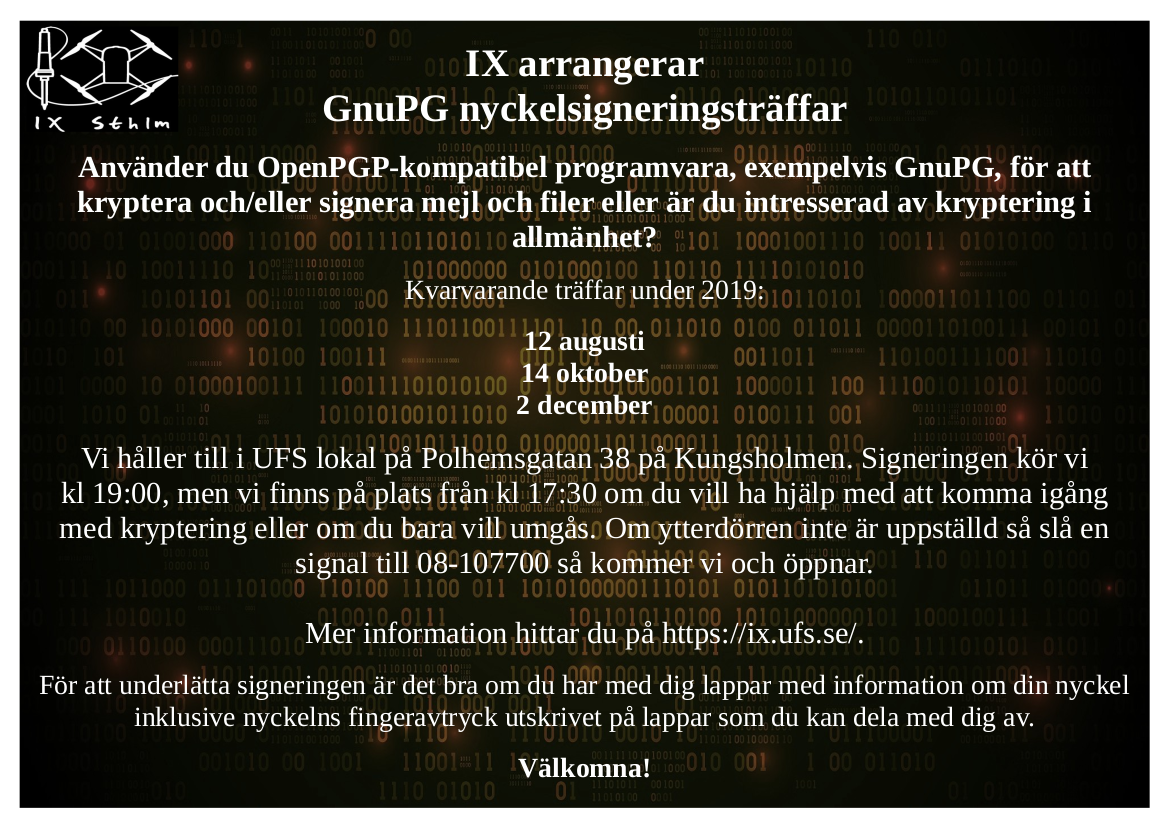 IX Sthlm
IX arrangerar
GnuPG nyckelsigneringsträffar
Använder du OpenPGP-kompatibel programvara, exempelvis GnuPG, för att
kryptera och/eller signera mejl och filer eller är du intresserad av kryptering i
allmänhet?
Kvarvarande träffar under 2019:
12 augusti
14 oktober
2 december
Vi håller till i UFS lokal på Polhemsgatan 38 på Kungsholmen. Signeringen kör vi
kl 19:00, men vi finns på plats från kl 17:30 om du vill ha hjälp med att komma igång
med kryptering eller om du bara vill umgås. Om ytterdörren inte är uppställd så slå en
signal till 08-107700 så kommer vi och öppnar.
Mer information hittar du på https://ix.ufs.se/.
För att underlätta signeringen är det bra om du har med dig lappar med information om din nyckel
inklusive nyckelns fingeravtryck utskrivet på lappar som du kan dela med dig av.
Välkomna!